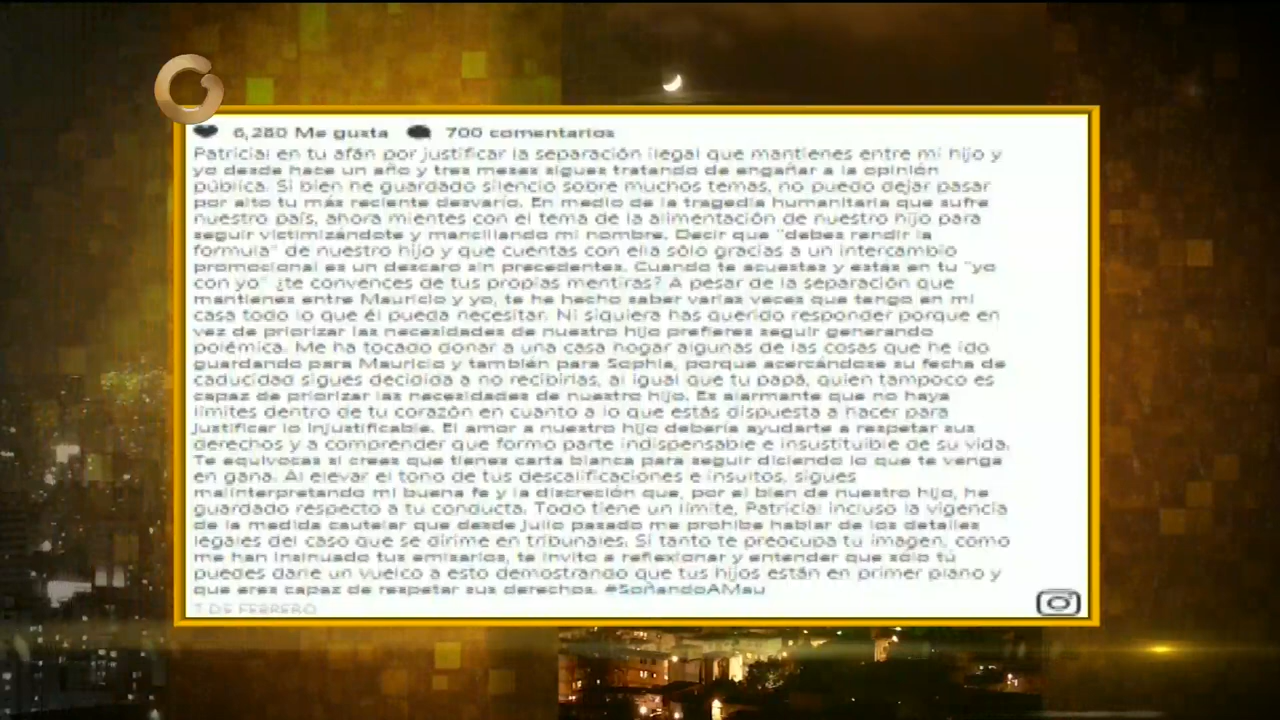 6,280 Me gusta 700 comentarios
Patricia! en tu afán por justificar la separación ilegal que mantienes entre mi hijo y
yo desde hace un año y tres meses sigues tratando de engañar a la opinión
pública. Si bien he guardado silencio sobre muchos temas, no puedo dejar pasar
por alto tu más reciente desvarío. En medio de la tragedia humanitaria que sufre
nuestro país, ahora mientes con el tema de la alimentación de nuestro hijo para
seguir victimizándote y mancillando mi nombre. Decir que "debes rendir la
formula" de nuestro hijo y que cuentas con ella sólo gracias a un intercambio
promocional es un descaro sin precedentes. Cuando te acuestas y estás en tu "yo
con yo" ¿te convences de tus propias mentiras? A pesar de la separación que
mantienes entre Mauricio y yo, te he hecho saber varias veces que tengo en mi
casa todo lo que él pueda necesitar. Ni siquiera has querido responder porque en
vez de priorizar las necesidades de nuestro hijo prefieres seguir generando
polémica. Me ha tocado donar a una casa hogar algunas de las cosas que he ido
guardando para Mauricio y también para Sophia, porque acercándose su fecha de
caducidad sigues decidida a no recibirlas, al igual que tu papá, quien tampoco es
capaz de priorizar las necesidades de nuestro hijo. Es alarmante que no haya
límites dentro de tu corazón en cuanto a lo que estás dispuesta a hacer para
justificar lo injustificable. El amor a nuestro hijo debería ayudarte a respetar sus
derechos y a comprender que formo parte indispensable e insustituible de su vida.
Te equivocas si crees que tienes carta blanca para seguir diciendo lo que te venga
en gana. Al elevar el tono de tus descalificaciones e insultos, sigues
malinterpretando mi buena fe y la discreción que, por el bien de nuestro hijo, he
guardado respecto a tu conducta. Todo tiene un límite, Patricia! incluso la vigencia
de la medida cautelar que desde julio pasado me prohibe hablar de los detalles
legales del caso que se dirime en tribunales. Si tanto te preocupa tu imagen, como
me han insinuado tus emisarios, te invito a reflexionar y entender que sólo tú
puedes darle un vuelco a esto demostrando que tus hijos están en primer plano y
que eres capaz de respetar sus derechos. #SoñandoAMau
7 DE FEBRERO